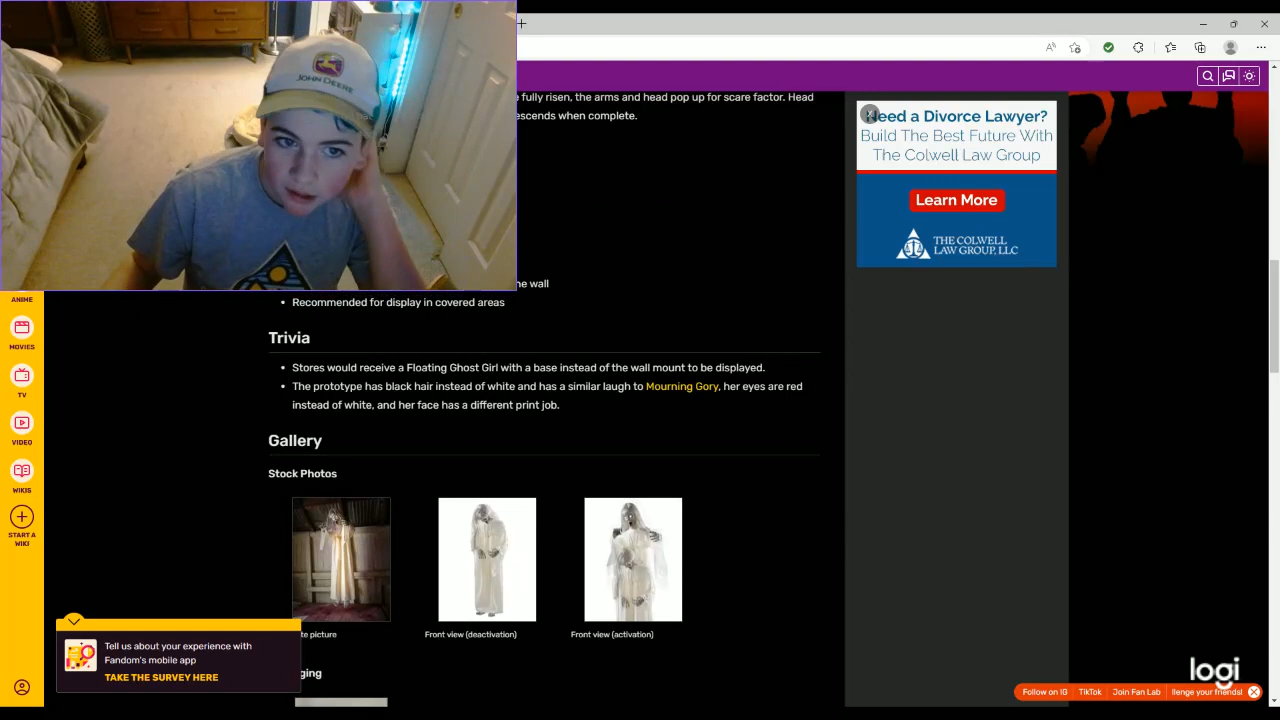 JOHN DEERE
e fully risen, the arms and head pop up for scare factor. Head
escends when complete.
he wall
Recommended for display in covered areas
Trivia
Stores would receive a Floating Ghost Girl with a base instead of the wall mount to be displayed.
The prototype has black hair instead of white and has a similar laugh to Mourning Gory, her eyes are red
instead of white, and her face has a different print job.
Gallery
Stock Photos
te picture
Front view (deactivation)
Front view (activation)
ging
ANIME
MOVIES
TV
VIDEO
WIKIS
START A
WIKI
Tell us about your experience with
Fandom's mobile app
TAKE THE SURVEY HERE
Need a Divorce Lawyer?
Build The Best Future With
The Colwell Law Group
Learn More
THE COLWELL
LAW GROUP, LLC
logi
Follow on IG
TikTok
Join Fan Lab
llenge your friends!